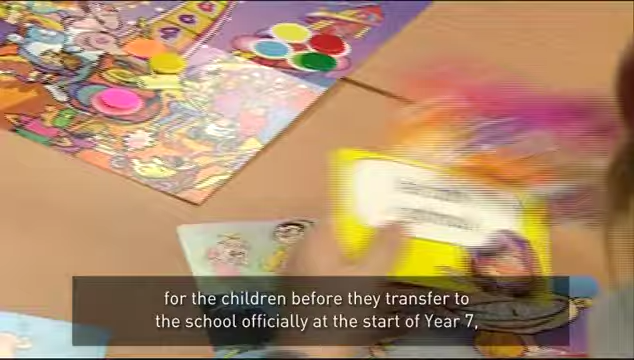 for the children before they transfer to
the school officially at the start of Year 7,